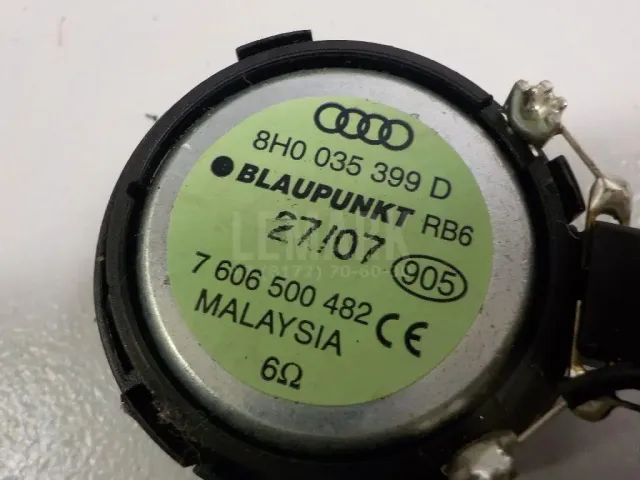 8H0 035 399 D
BLAUPUNKT RB6
27/07 905
7 606 500 482 CE
MALAYSIA
6Ω